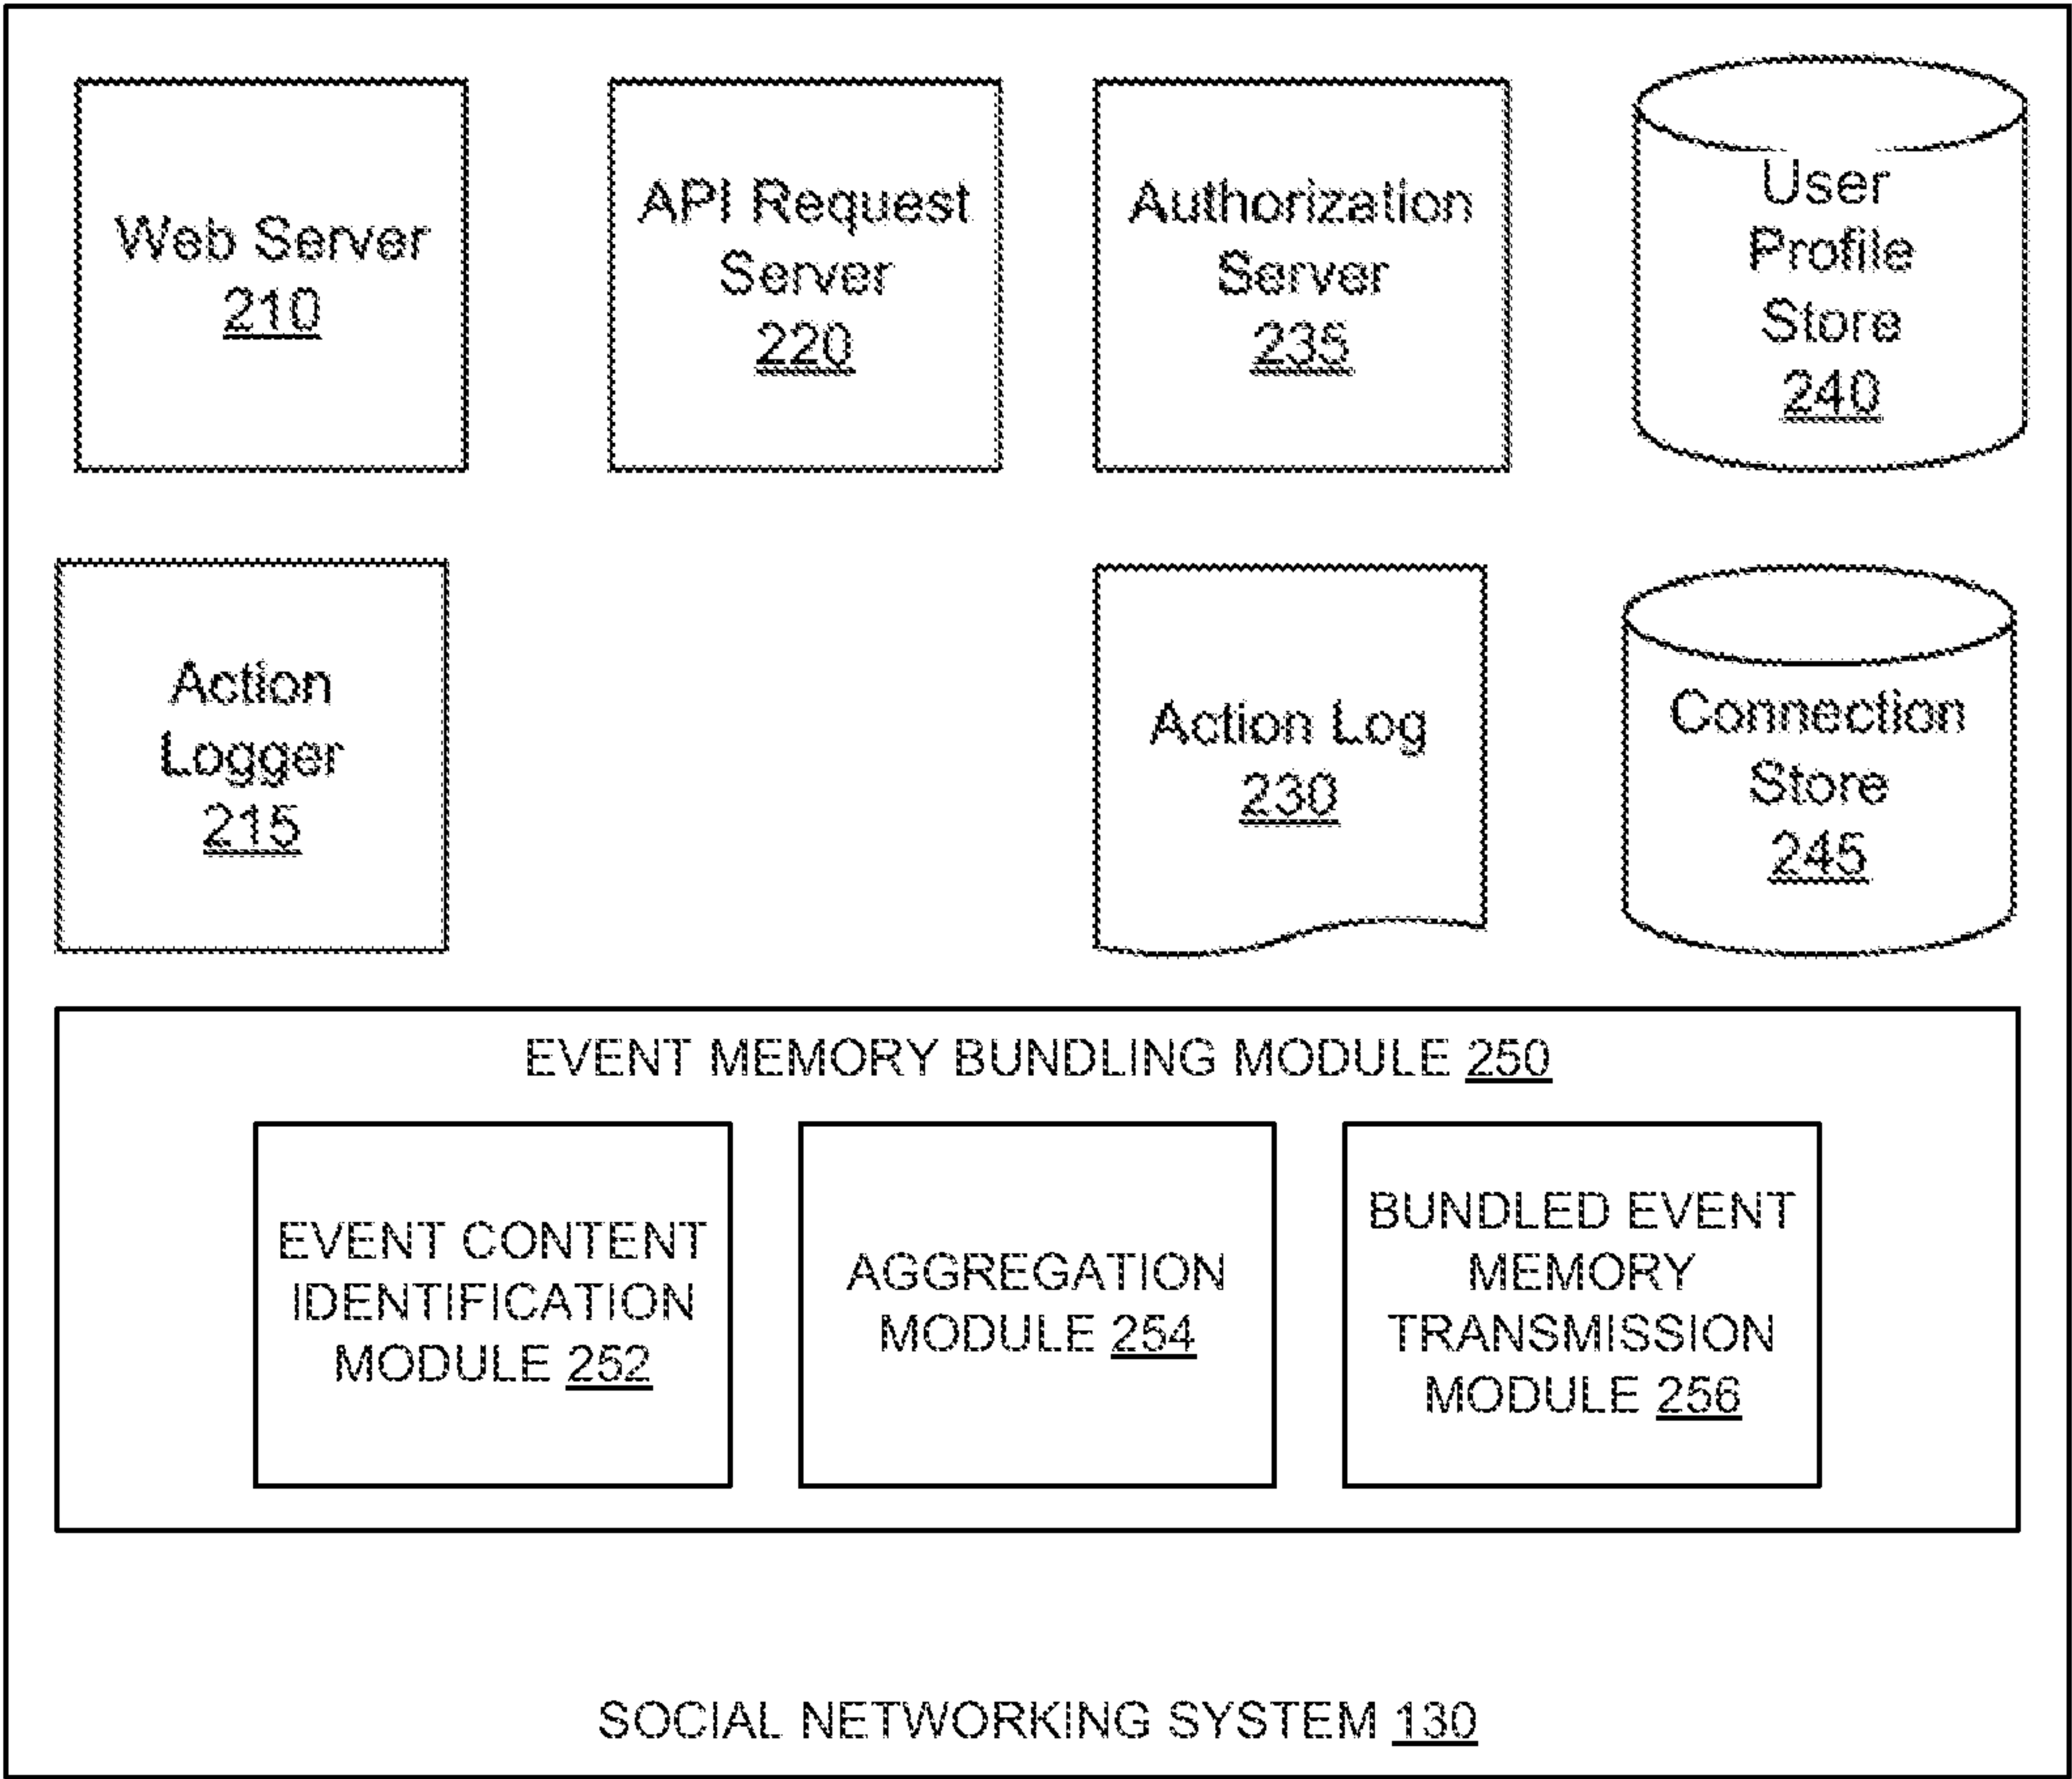 Web Server
210
API Request
Server
220
Authorization
Server
235
User
Profile
Store
240
Action
Logger
215
Action Log
230
Connection
Store
245
EVENT MEMORY BUNDLING MODULE 250
EVENT CONTENT
IDENTIFICATION
MODULE 252
AGGREGATION
MODULE 254
BUNDLED EVENT
MEMORY
TRANSMISSION
MODULE 256
SOCIAL NETWORKING SYSTEM 130